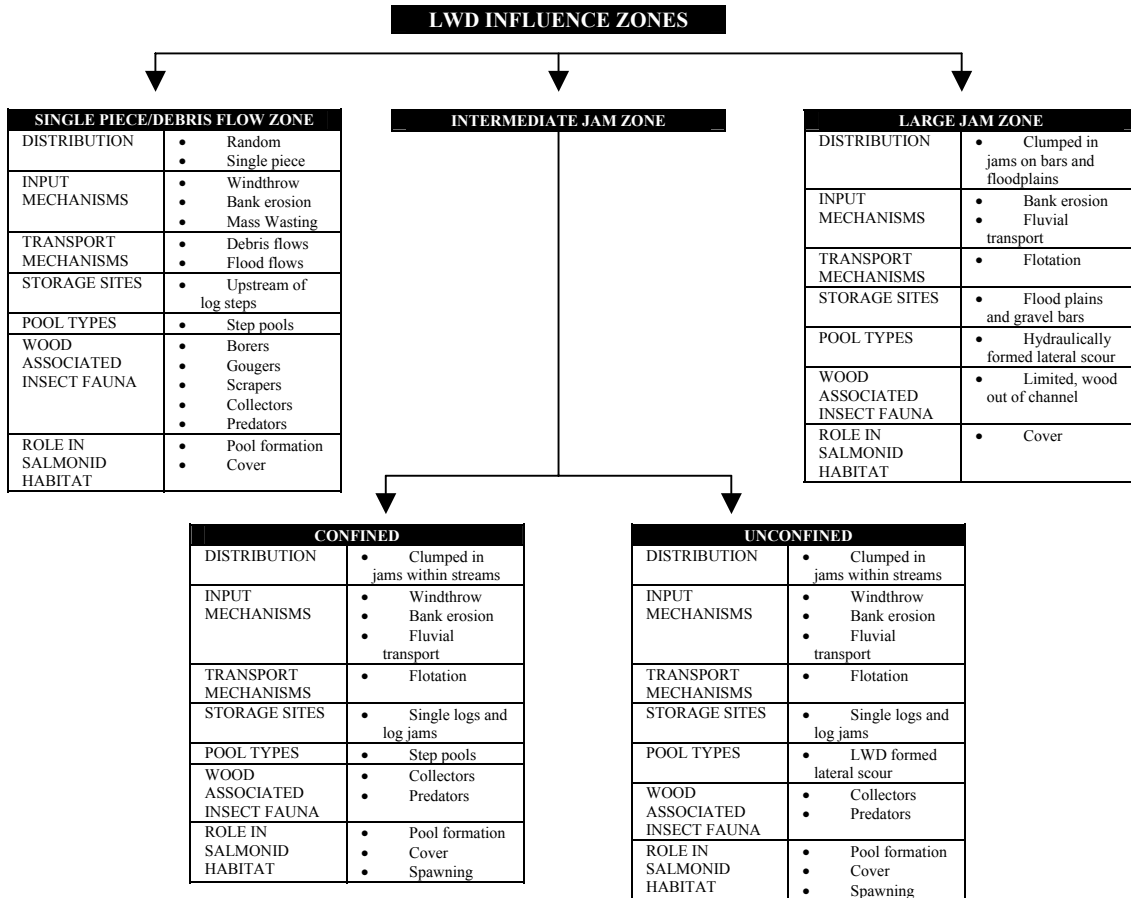 LWD INFLUENCE ZONES
SINGLE PIECE/DEBRIS FLOW ZONE
DISTRIBUTION
• Random
• Single piece
INPUT
MECHANISMS
• Windthrow
• Bank erosion
• Mass Wasting
TRANSPORT
MECHANISMS
• Debris flows
• Flood flows
STORAGE SITES
• Upstream of
log steps
POOL TYPES
• Step pools
WOOD
ASSOCIATED
INSECT FAUNA
• Borers
• Gougers
• Scrapers
• Collectors
• Predators
ROLE IN
SALMONID
HABITAT
• Pool formation
• Cover
INTERMEDIATE JAM ZONE
LARGE JAM ZONE
DISTRIBUTION
• Clumped in
jams on bars and
floodplains
INPUT
MECHANISMS
• Bank erosion
• Fluvial
transport
TRANSPORT
MECHANISMS
• Flotation
STORAGE SITES
• Flood plains
and gravel bars
POOL TYPES
• Hydraulically
formed lateral scour
WOOD
ASSOCIATED
INSECT FAUNA
• Limited, wood
out of channel
ROLE IN
SALMONID
HABITAT
• Cover
CONFINED
DISTRIBUTION
• Clumped in
jams within streams
INPUT
MECHANISMS
• Windthrow
• Bank erosion
• Fluvial
transport
TRANSPORT
MECHANISMS
• Flotation
STORAGE SITES
• Single logs and
log jams
POOL TYPES
• Step pools
WOOD
ASSOCIATED
INSECT FAUNA
• Collectors
• Predators
ROLE IN
SALMONID
HABITAT
• Pool formation
• Cover
• Spawning
UNCONFINED
DISTRIBUTION
• Clumped in
jams within streams
INPUT
MECHANISMS
• Windthrow
• Bank erosion
• Fluvial
transport
TRANSPORT
MECHANISMS
• Flotation
STORAGE SITES
• Single logs and
log jams
POOL TYPES
• LWD formed
lateral scour
WOOD
ASSOCIATED
INSECT FAUNA
• Collectors
• Predators
ROLE IN
SALMONID
HABITAT
• Pool formation
• Cover
• Spawning